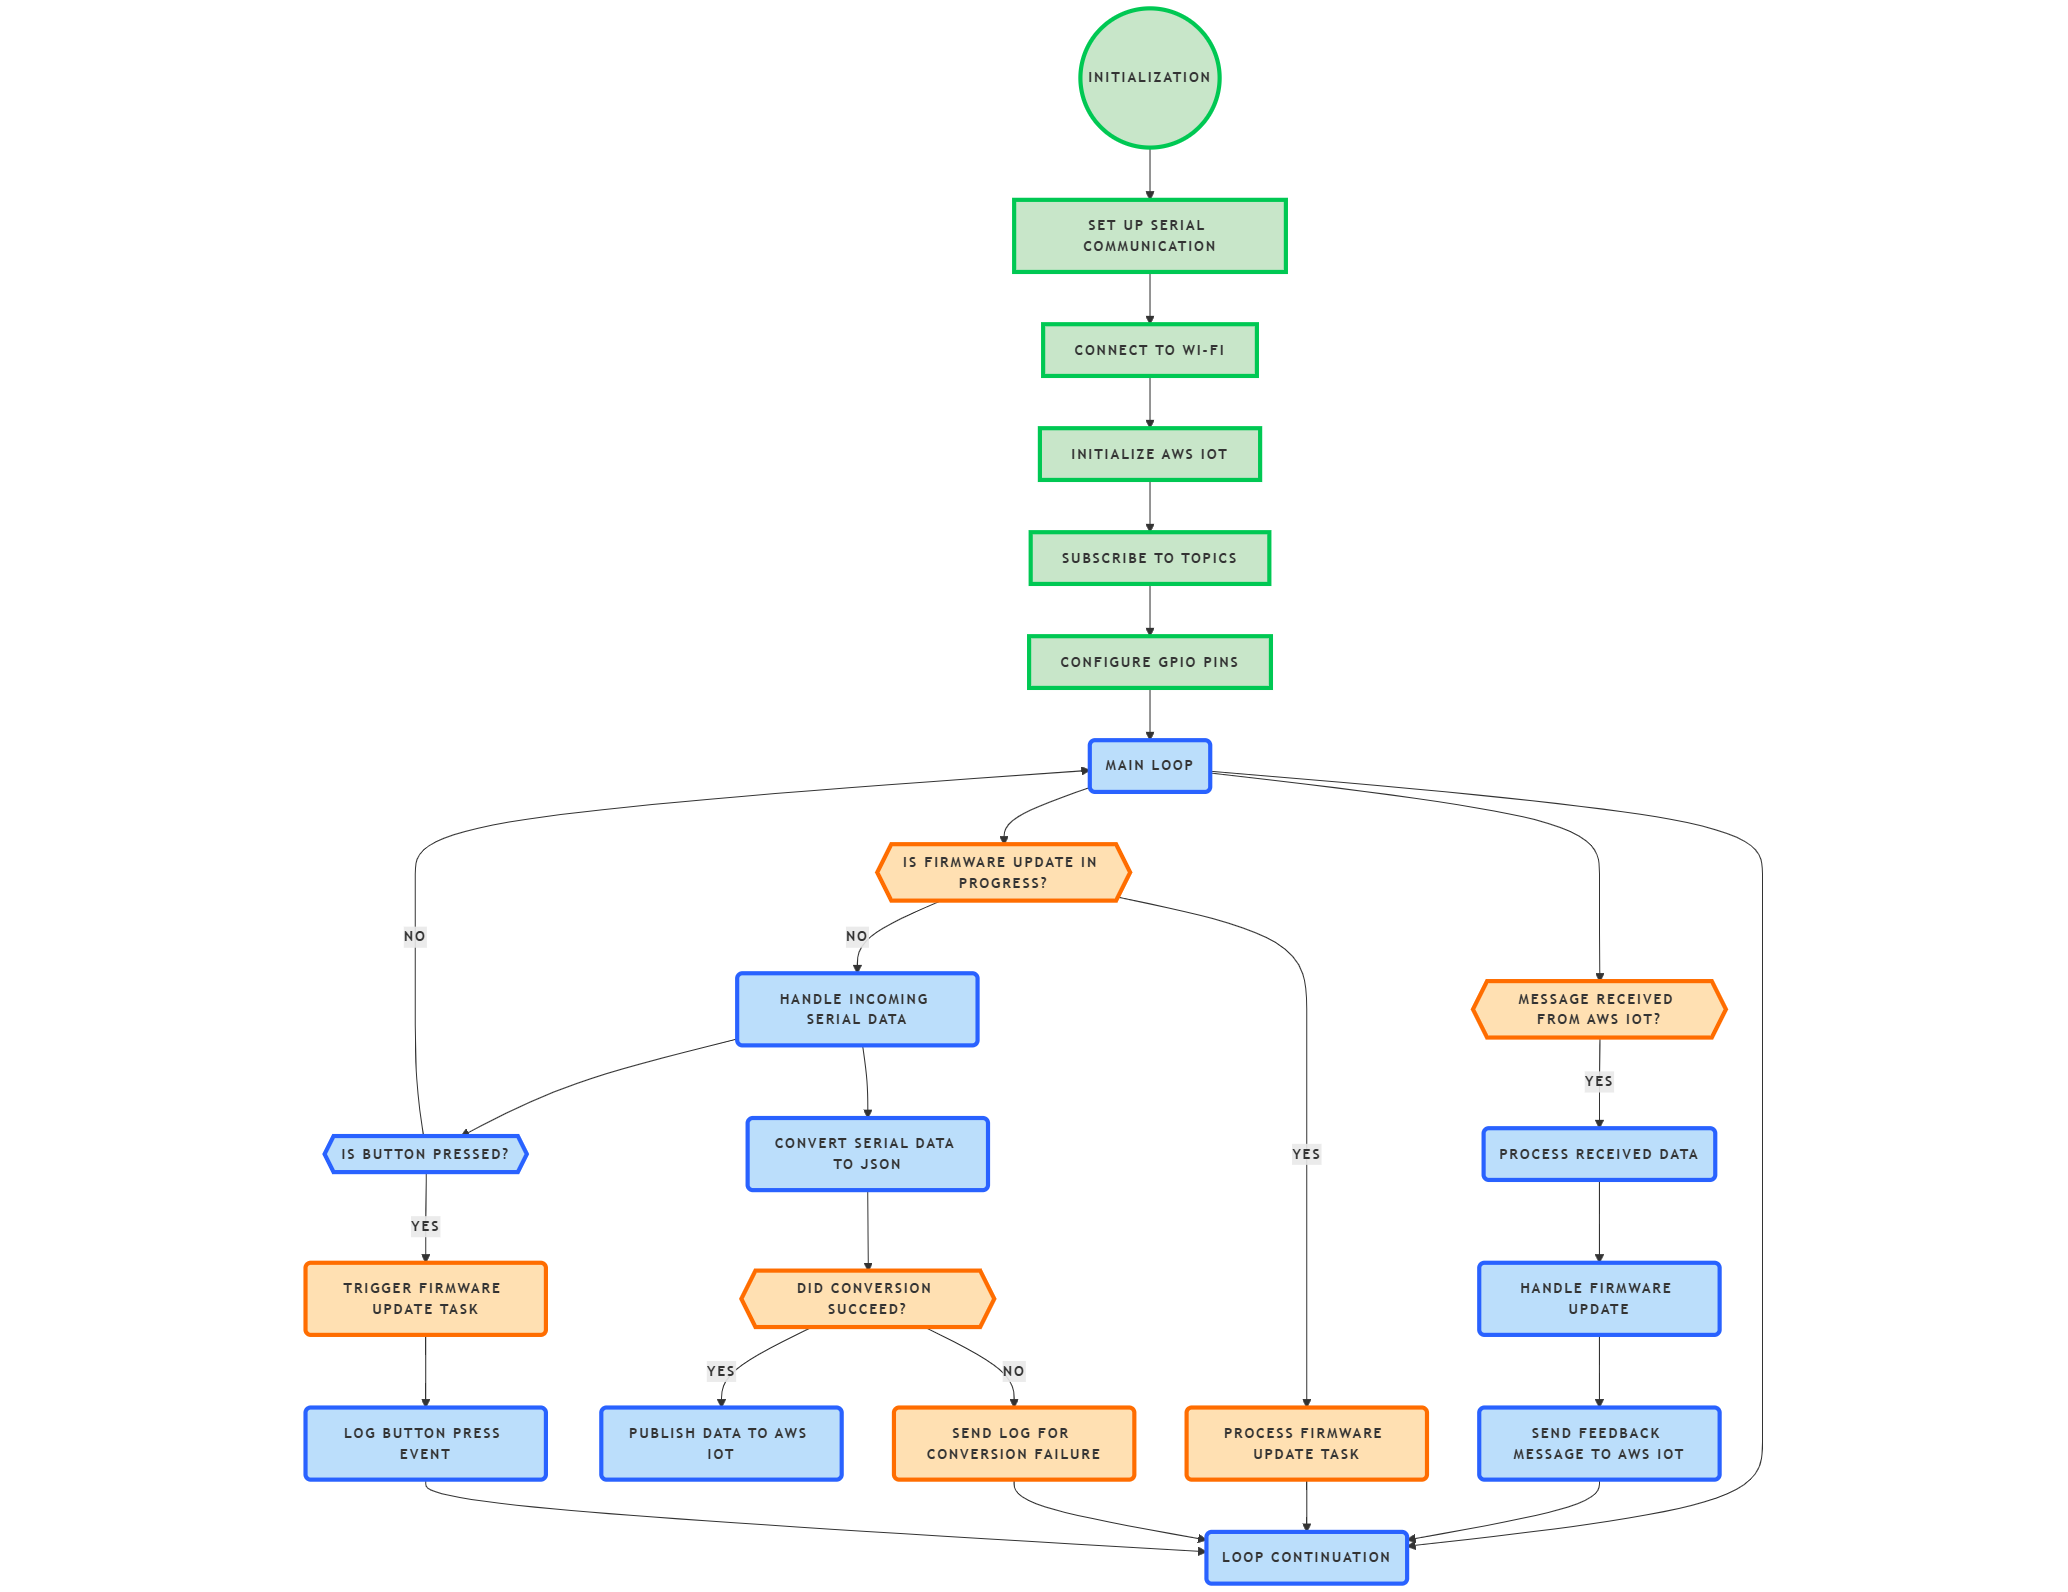 INITIALIZATION
SET UP SERIAL
COMMUNICATION
CONNECT TO WI-FI
INITIALIZE AWS IOT
SUBSCRIBE TO TOPICS
CONFIGURE GPIO PINS
MAIN LOOP
IS FIRMWARE UPDATE IN
PROGRESS?
NO
NO
HANDLE INCOMING
SERIAL DATA
MESSAGE RECEIVED
FROM AWS IOT?
YES
IS BUTTON PRESSED?
CONVERT SERIAL DATA
TO JSON
YES
PROCESS RECEIVED DATA
YES
TRIGGER FIRMWARE
UPDATE TASK
DID CONVERSION
SUCCEED?
HANDLE FIRMWARE
UPDATE
YES
NO
LOG BUTTON PRESS
EVENT
PUBLISH DATA TO AWS
IOT
SEND LOG FOR
CONVERSION FAILURE
PROCESS FIRMWARE
UPDATE TASK
SEND FEEDBACK
MESSAGE TO AWS IOT
LOOP CONTINUATION